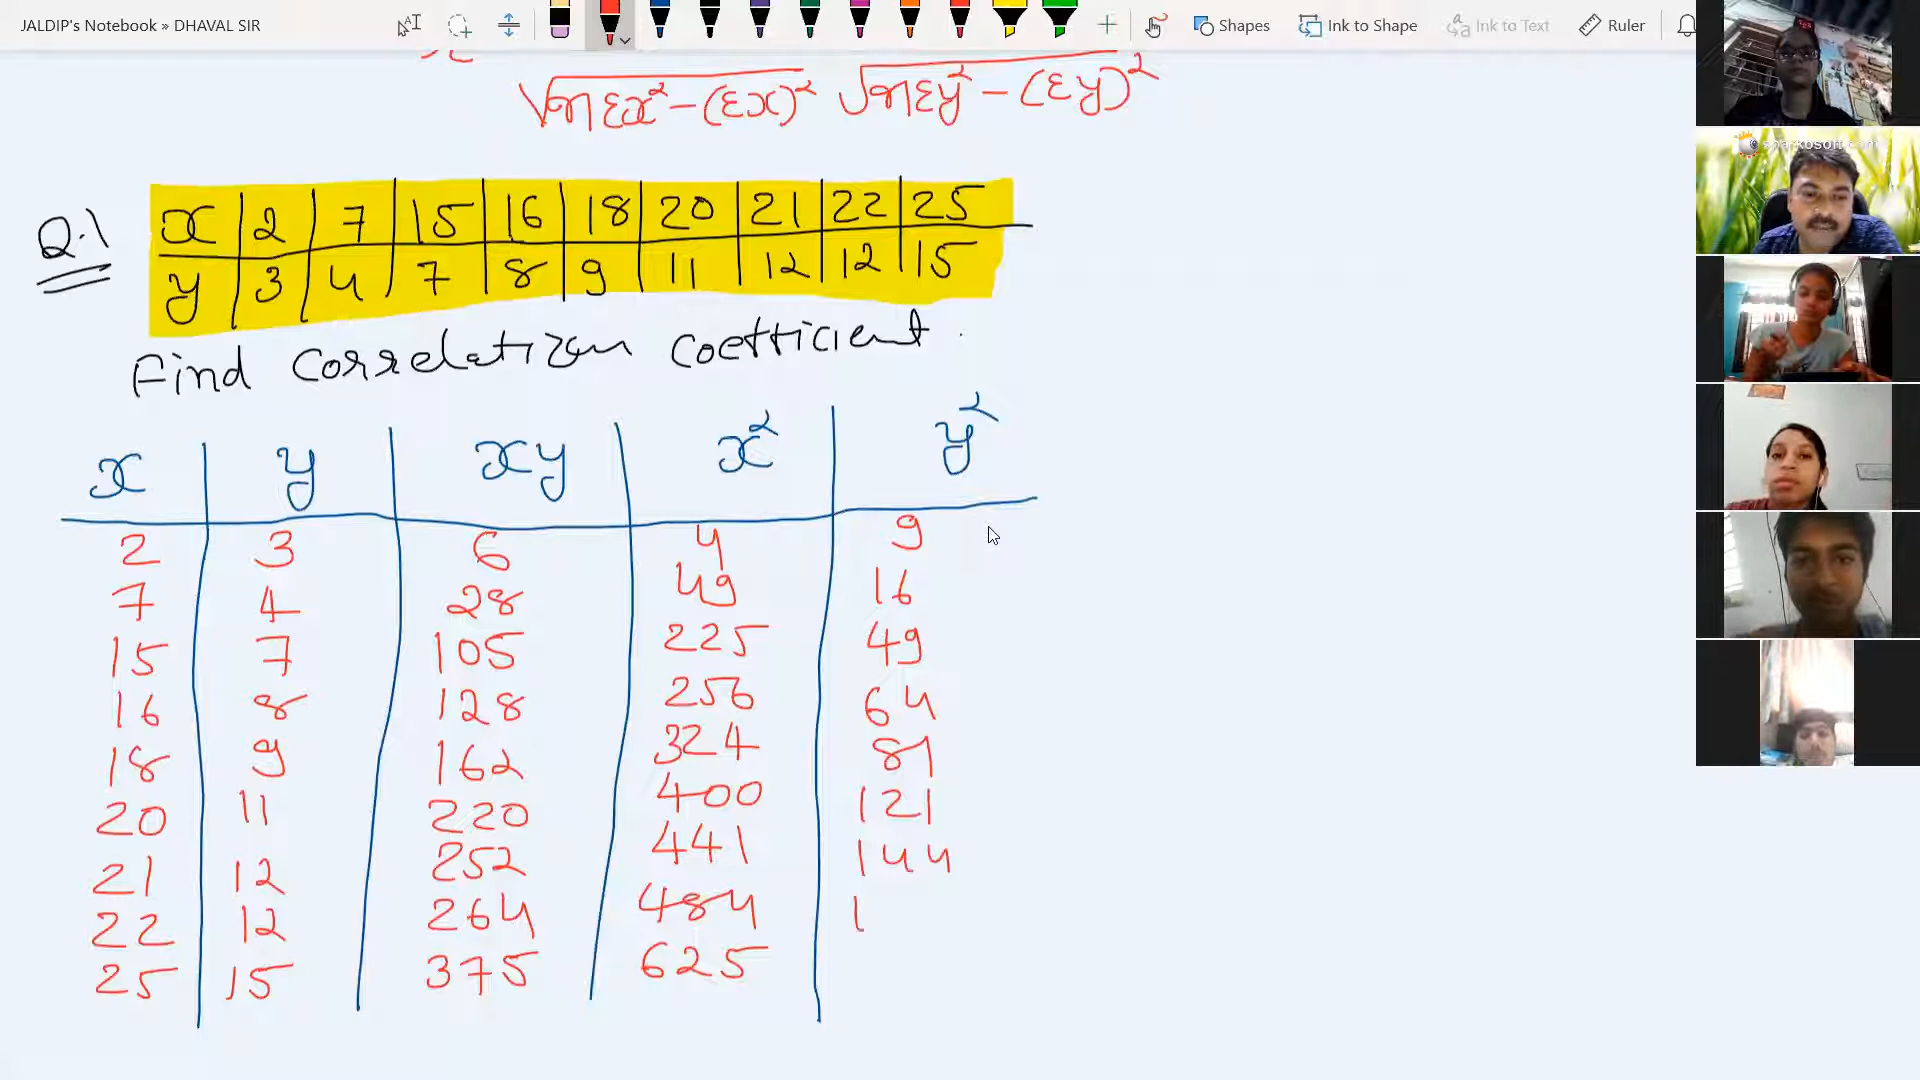 JALDIP's Notebook » DHAVAL SIR
Shapes
Ink to Shape
Ink to Text
Ruler
√nΣx² – (Σx)² √nΣy² – (Σy)²
Q.1
x 2 7 15 16 18 20 21 22 25
y 3 4 7 8 9 11 12 12 15
Find Correlation Coefficient.
x y xy x² y²
2 3 6 4 9
7 4 28 49 16
15 7 105 225 49
16 8 128 256 64
18 9 162 324 81
20 11 220 400 121
21 12 252 441 144
22 12 264 484 1
25 15 375 625